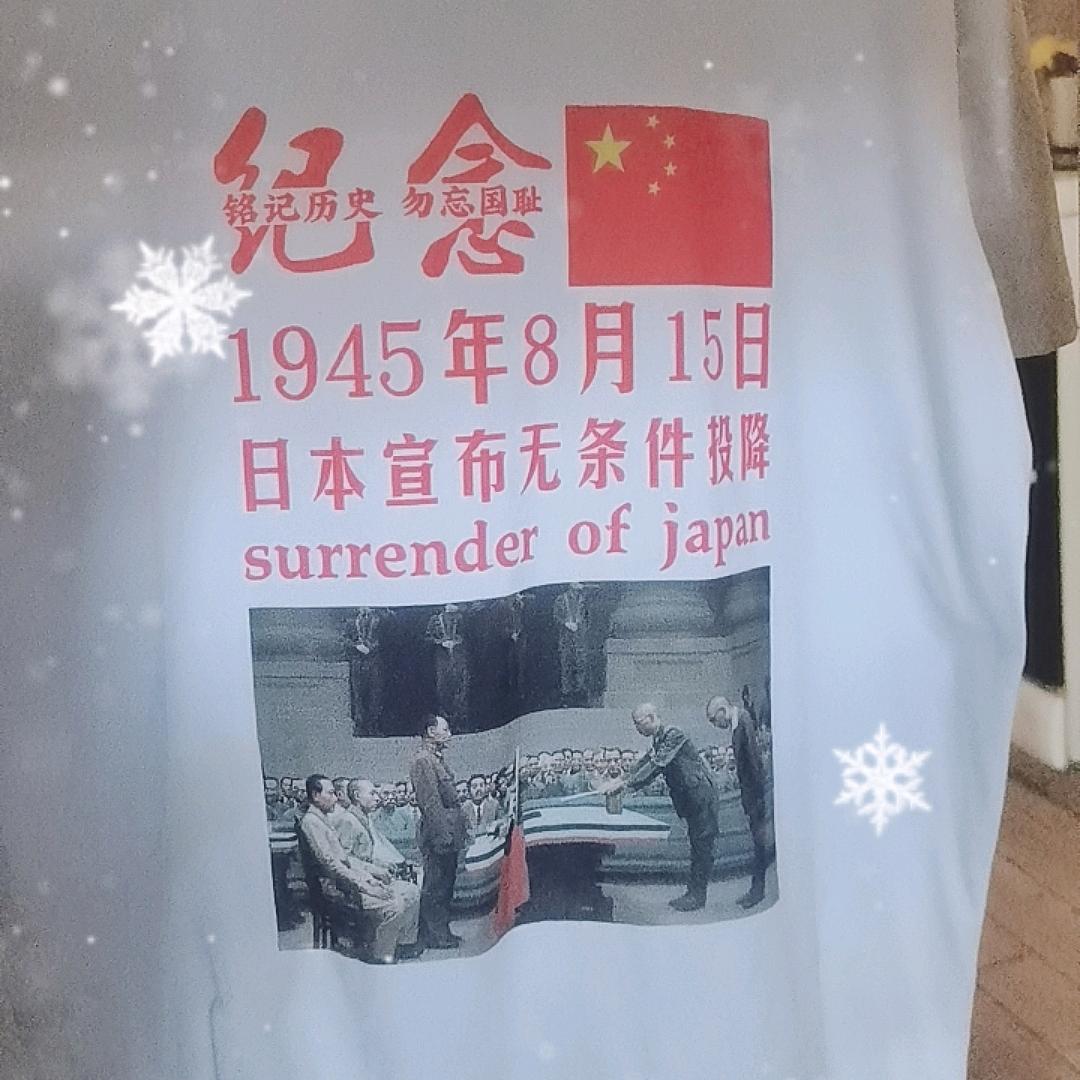 纪念
铭记历史 勿忘国耻
1945年8月15日
日本宣布无条件投降
surrender of japan